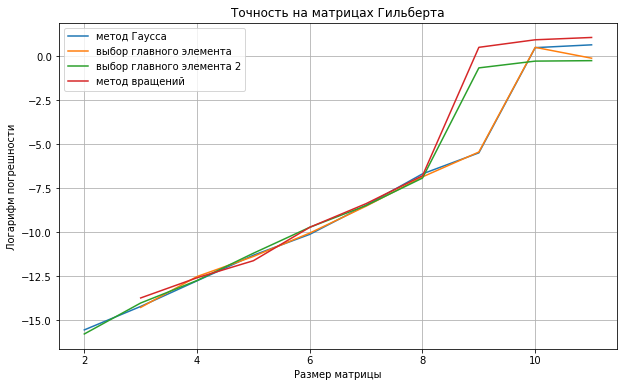 Точность на матрицах Гильберта
метод Гаусса
выбор главного элемента
выбор главного элемента 2
метод вращений
Логарифм погрешности
0.0
−2.5
−5.0
−7.5
−10.0
−12.5
−15.0
2
4
6
8
10
Размер матрицы